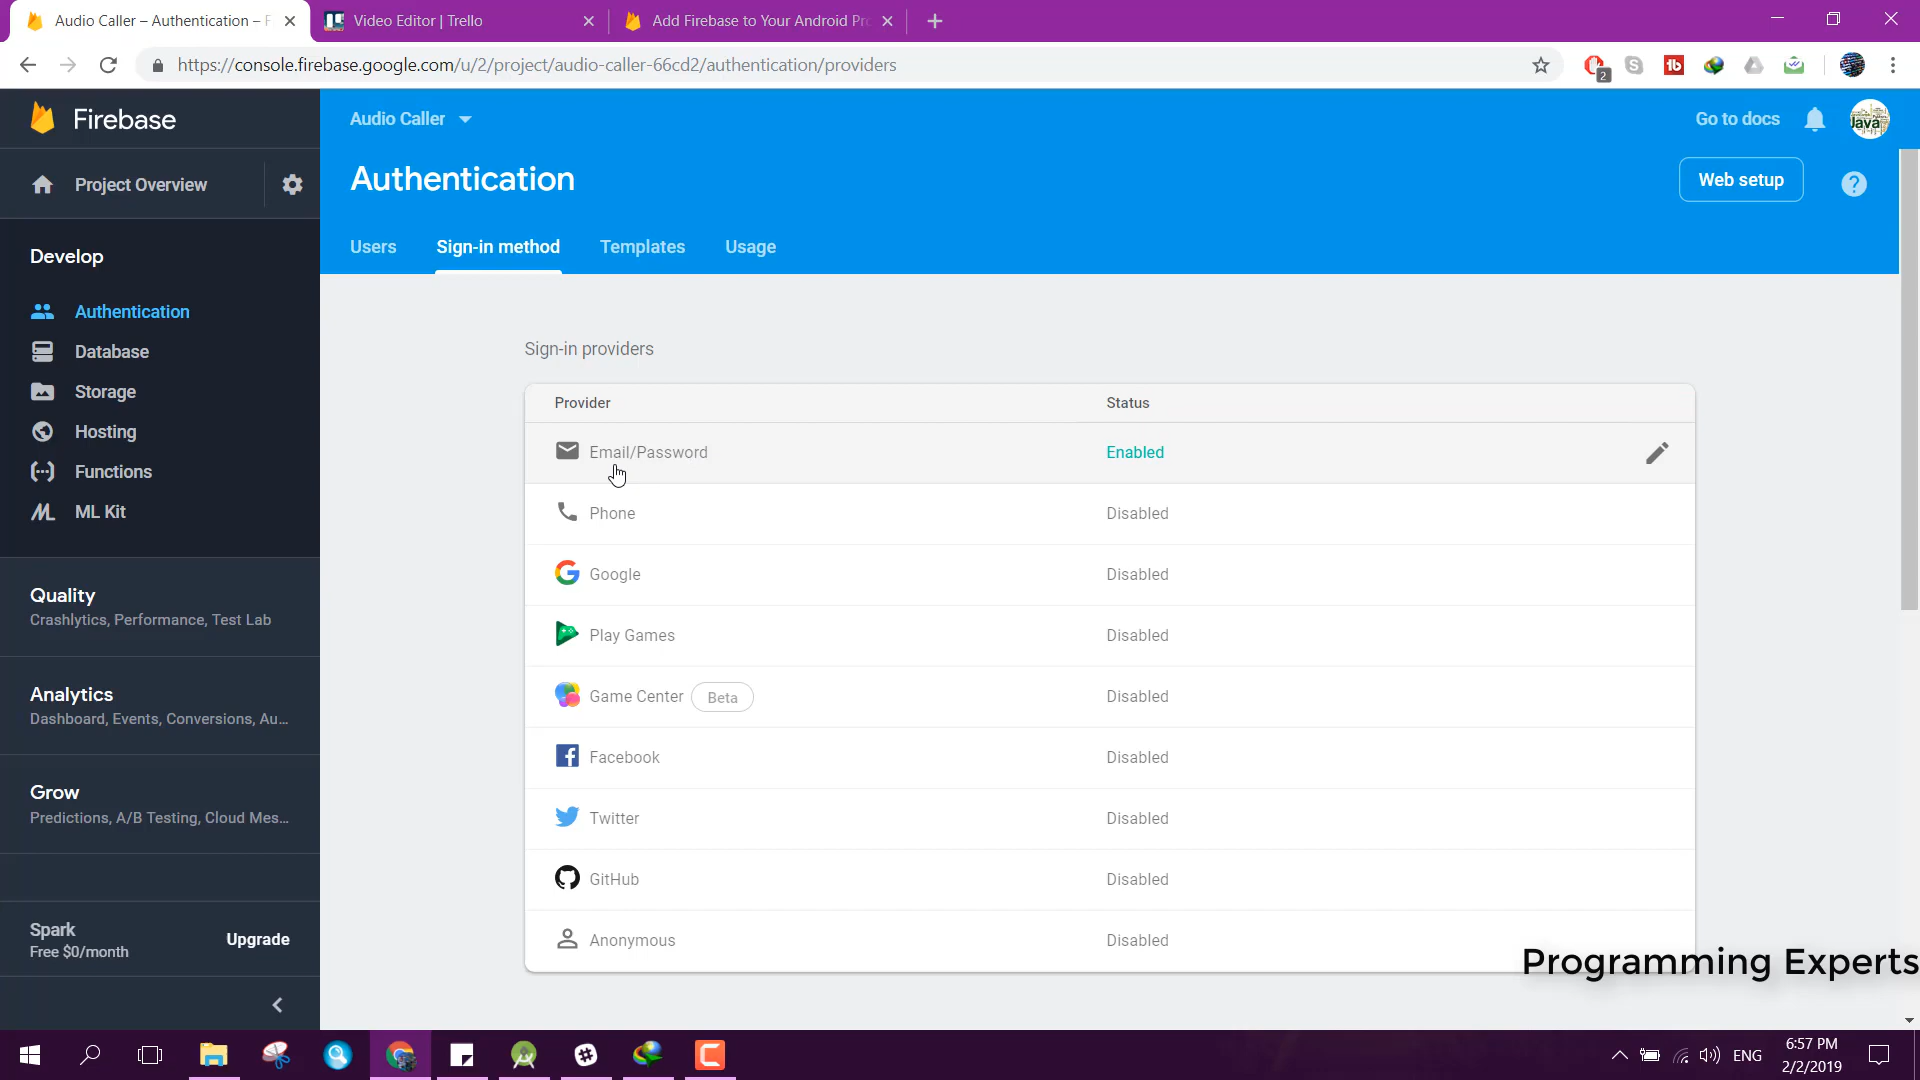 Audio Caller – Authentication – F
Video Editor | Trello
Add Firebase to Your Android Pro
https://console.firebase.google.com/u/2/project/audio-caller-66cd2/authentication/providers
2
Firebase
Audio Caller
Go to docs
Java
Project Overview
Authentication
Web setup
Users
Sign-in method
Templates
Usage
Develop
Authentication
Database
Storage
Hosting
Functions
ML Kit
Quality
Crashlytics, Performance, Test Lab
Analytics
Dashboard, Events, Conversions, Au...
Grow
Predictions, A/B Testing, Cloud Mes...
Spark
Free $0/month
Upgrade
Sign-in providers
Provider
Status
Email/Password
Enabled
Phone
Disabled
Google
Disabled
Play Games
Disabled
Game Center
Beta
Disabled
Facebook
Disabled
Twitter
Disabled
GitHub
Disabled
Anonymous
Disabled
Programming Experts
ENG
6:57 PM
2/2/2019